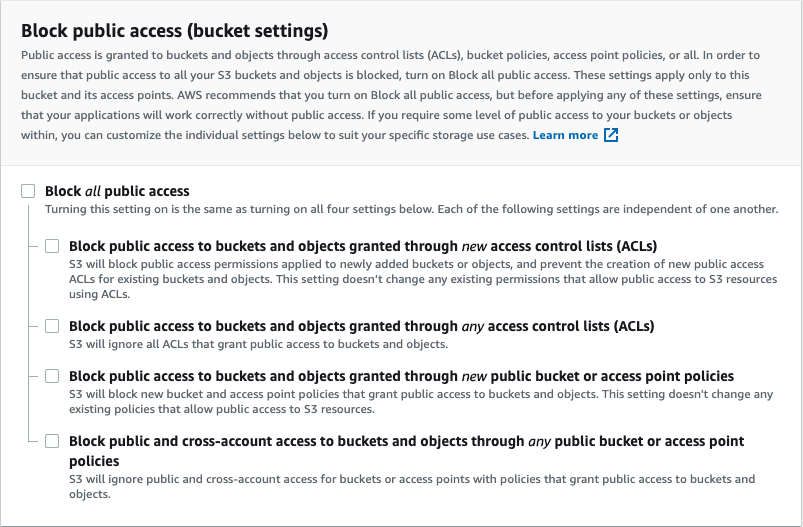 Block public access (bucket settings)
Public access is granted to buckets and objects through access control lists (ACLs), bucket policies, access point policies, or all. In order to
ensure that public access to all your S3 buckets and objects is blocked, turn on Block all public access. These settings apply only to this
bucket and its access points. AWS recommends that you turn on Block all public access, but before applying any of these settings, ensure
that your applications will work correctly without public access. If you require some level of public access to your buckets or objects
within, you can customize the individual settings below to suit your specific storage use cases. Learn more
Block all public access
Turning this setting on is the same as turning on all four settings below. Each of the following settings are independent of one another.
Block public access to buckets and objects granted through new access control lists (ACLs)
S3 will block public access permissions applied to newly added buckets or objects, and prevent the creation of new public access
ACLs for existing buckets and objects. This setting doesn't change any existing permissions that allow public access to S3 resources
using ACLs.
Block public access to buckets and objects granted through any access control lists (ACLs)
S3 will ignore all ACLs that grant public access to buckets and objects.
Block public access to buckets and objects granted through new public bucket or access point policies
S3 will block new bucket and access point policies that grant public access to buckets and objects. This setting doesn't change any
existing policies that allow public access to S3 resources.
Block public and cross-account access to buckets and objects through any public bucket or access point
policies
S3 will ignore public and cross-account access for buckets or access points with policies that grant public access to buckets and
objects.